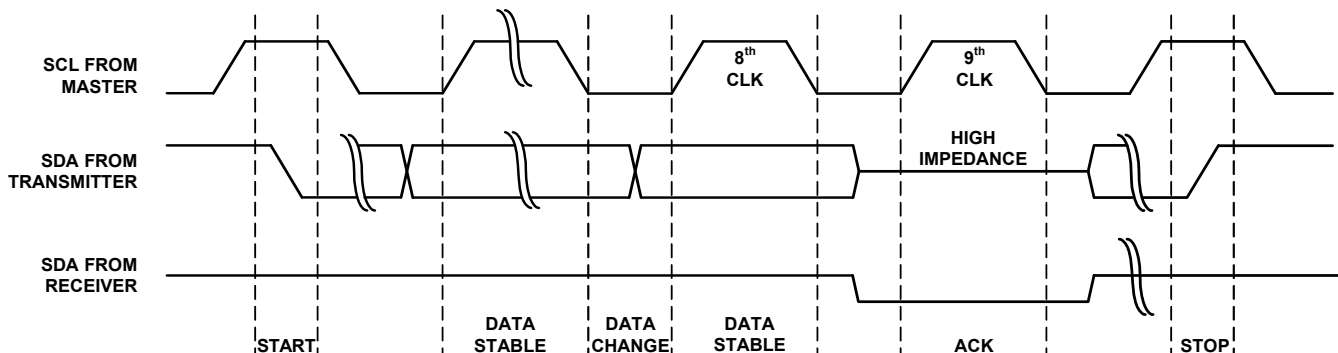 SCL FROM
MASTER
8th
CLK
9th
CLK
SDA FROM
TRANSMITTER
HIGH
IMPEDANCE
SDA FROM
RECEIVER
START
DATA
STABLE
DATA
CHANGE
DATA
STABLE
ACK
STOP